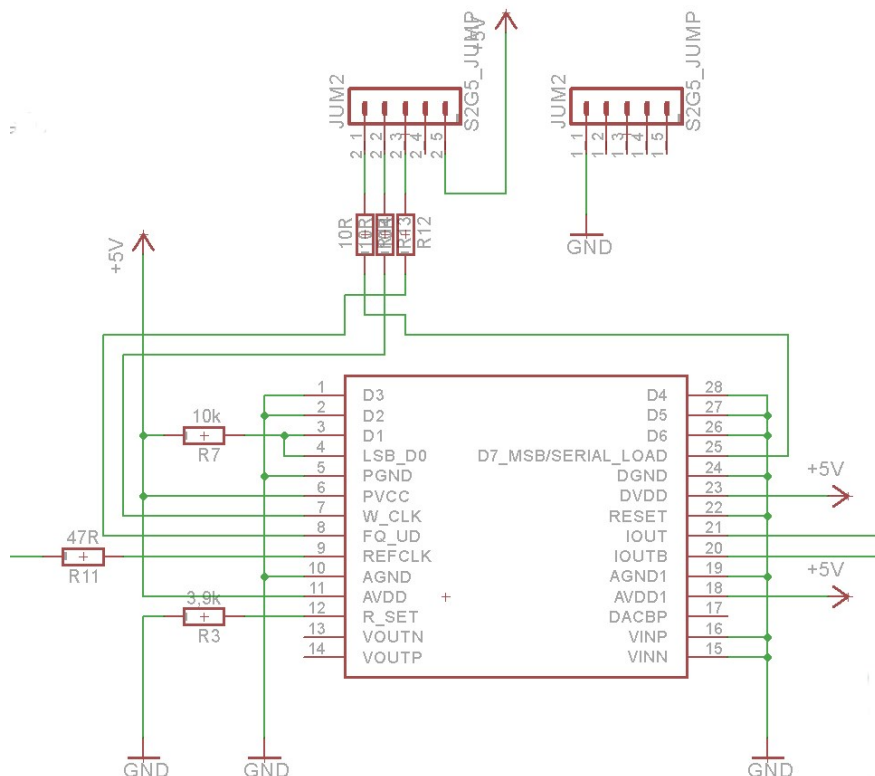 +5V
JUM2
S2G5_JUMP
JUM2
S2G5_JUMP
2 1
2 2
2 3
2 4
2 5
1 1
1 2
1 3
1 4
1 5
10R
10R
R13
R12
GND
+5V
10k
R7
47R
R11
3,9k
R3
1 D3
2 D2
3 D1
4 LSB_D0
5 PGND
6 PVCC
7 W_CLK
8 FQ_UD
9 REFCLK
10 AGND
11 AVDD
12 R_SET
13 VOUTN
14 VOUTP
D4 28
D5 27
D6 26
D7_MSB/SERIAL_LOAD 25
DGND 24
DVDD 23
RESET 22
IOUT 21
IOUTB 20
AGND1 19
AVDD1 18
DACBP 17
VINP 16
VINN 15
+5V
+5V
GND
GND
GND